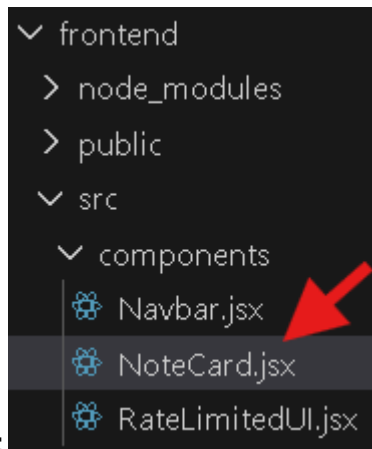 frontend
node_modules
public
src
components
Navbar.jsx
NoteCard.jsx
RateLimitedUI.jsx